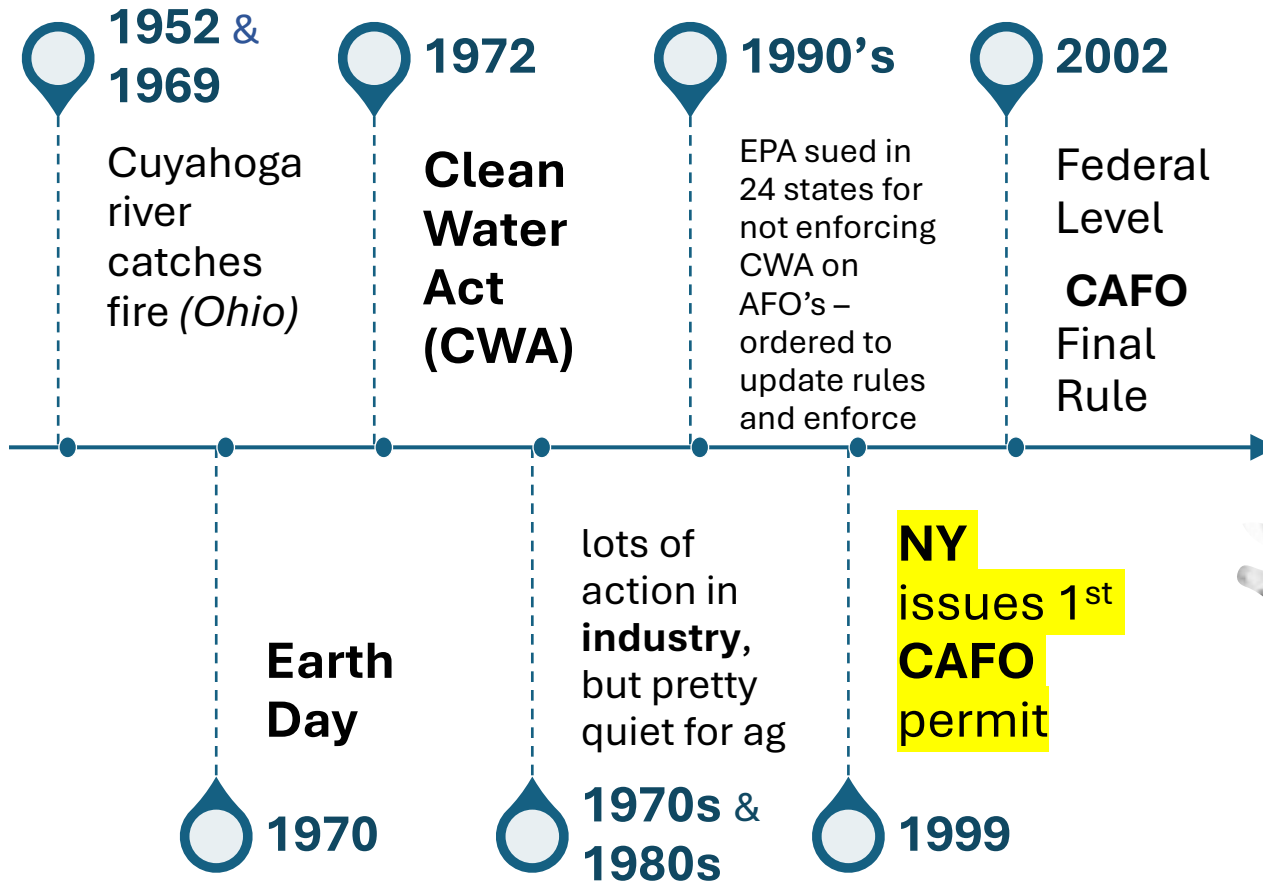 1952 &
1969
Cuyahoga
river
catches
fire (Ohio)
1970
Earth
Day
1972
Clean
Water
Act
(CWA)
1970s &
1980s
lots of
action in
industry,
but pretty
quiet for ag
1990’s
EPA sued in
24 states for
not enforcing
CWA on
AFO’s –
ordered to
update rules
and enforce
1999
NY
issues 1st
CAFO
permit
2002
Federal
Level
CAFO
Final
Rule